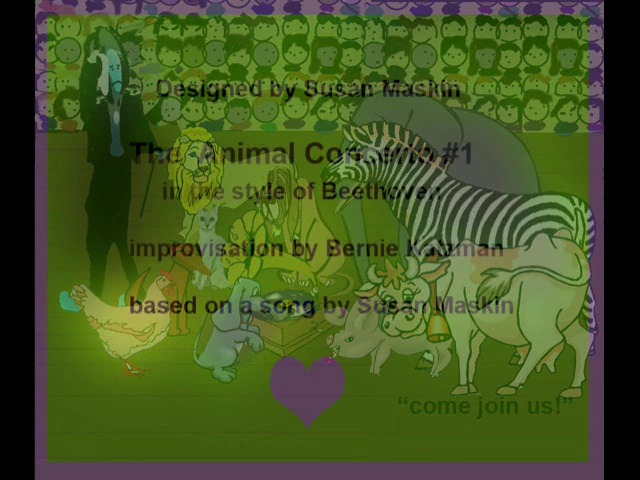 Designed by Susan Maskin
The Animal Concerto #1
in the style of Beethoven
improvisation by Bernie Katzman
based on a song by Susan Maskin
“come join us!”